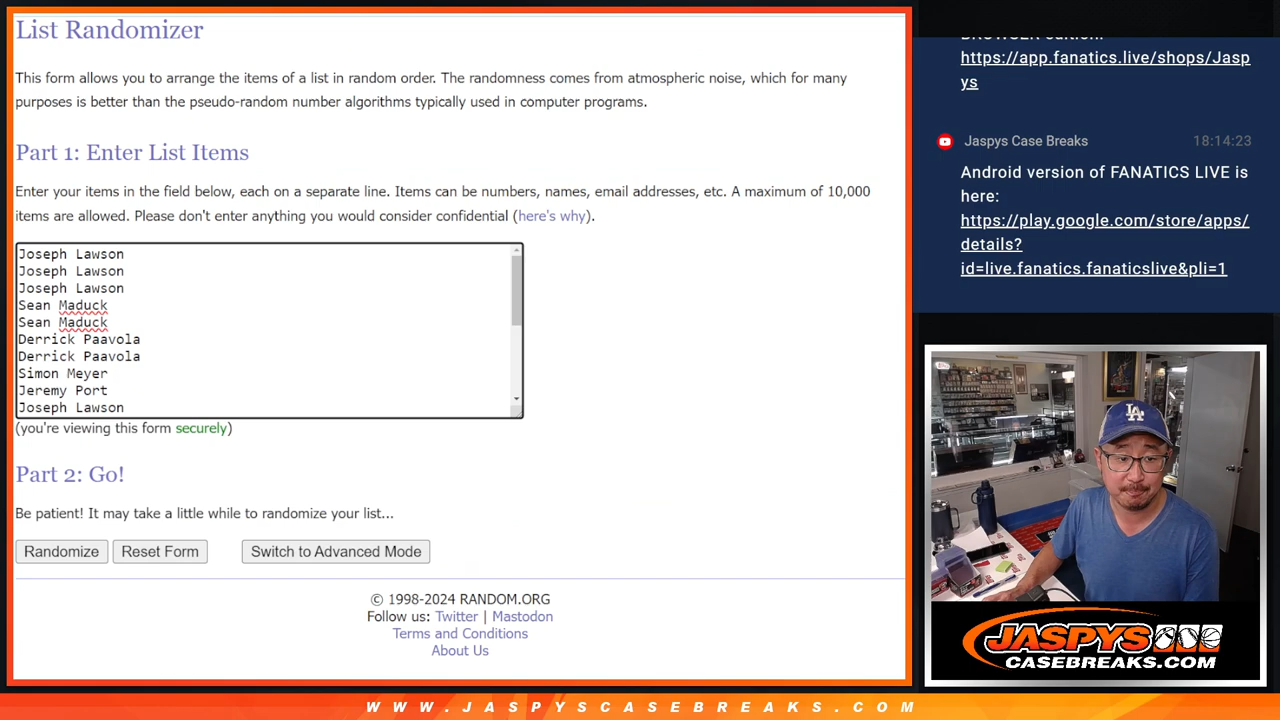 List Randomizer
This form allows you to arrange the items of a list in random order. The randomness comes from atmospheric noise, which for many
purposes is better than the pseudo-random number algorithms typically used in computer programs.
Part 1: Enter List Items
Enter your items in the field below, each on a separate line. Items can be numbers, names, email addresses, etc. A maximum of 10,000
items are allowed. Please don't enter anything you would consider confidential (here's why).
Joseph Lawson
Joseph Lawson
Joseph Lawson
Sean Maduck
Sean Maduck
Derrick Paavola
Derrick Paavola
Simon Meyer
Jeremy Port
Joseph Lawson
(you're viewing this form securely)
Part 2: Go!
Be patient! It may take a little while to randomize your list...
Randomize Reset Form Switch to Advanced Mode
© 1998-2024 RANDOM.ORG
Follow us: Twitter | Mastodon
Terms and Conditions
About Us
BROWSER edition:
https://app.fanatics.live/shops/Jasp
ys
Jaspys Case Breaks 18:14:23
Android version of FANATICS LIVE is
here:
https://play.google.com/store/apps/
details?
id=live.fanatics.fanaticslive&pli=1
LA
JASPYS
CASEBREAKS.COM
WWW.JASPYSCASEBREAKS.COM